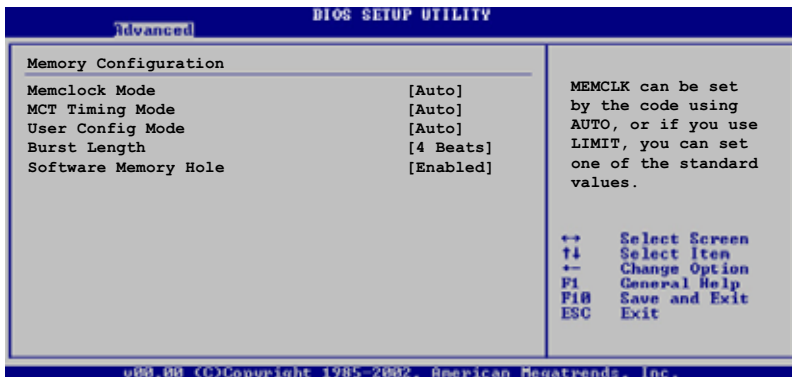 BIOS SETUP UTILITY
Advanced
Memory Configuration
Memclock Mode [Auto]
MCT Timing Mode [Auto]
User Config Mode [Auto]
Burst Length [4 Beats]
Software Memory Hole [Enabled]
MEMCLK can be set
by the code using
AUTO, or if you use
LIMIT, you can set
one of the standard
values.
↔ Select Screen
↑↓ Select Item
+- Change Option
F1 General Help
F10 Save and Exit
ESC Exit
v00.00 (C)Copyright 1985-2002, American Megatrends, Inc.